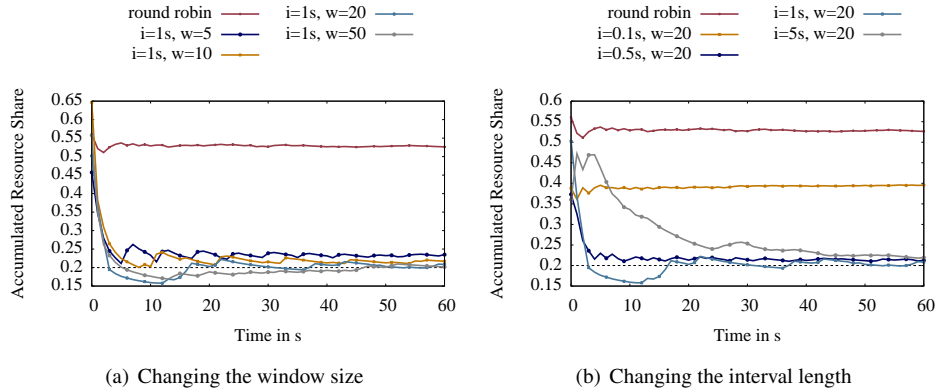 round robin
i=1s, w=20
i=1s, w=5
i=1s, w=50
i=1s, w=10
Accumulated Resource Share
0.65
0.6
0.55
0.5
0.45
0.4
0.35
0.3
0.25
0.2
0.15
0 10 20 30 40 50 60
Time in s
(a) Changing the window size
round robin
i=1s, w=20
i=0.1s, w=20
i=5s, w=20
i=0.5s, w=20
Accumulated Resource Share
0.6
0.55
0.5
0.45
0.4
0.35
0.3
0.25
0.2
0.15
0 10 20 30 40 50 60
Time in s
(b) Changing the interval length